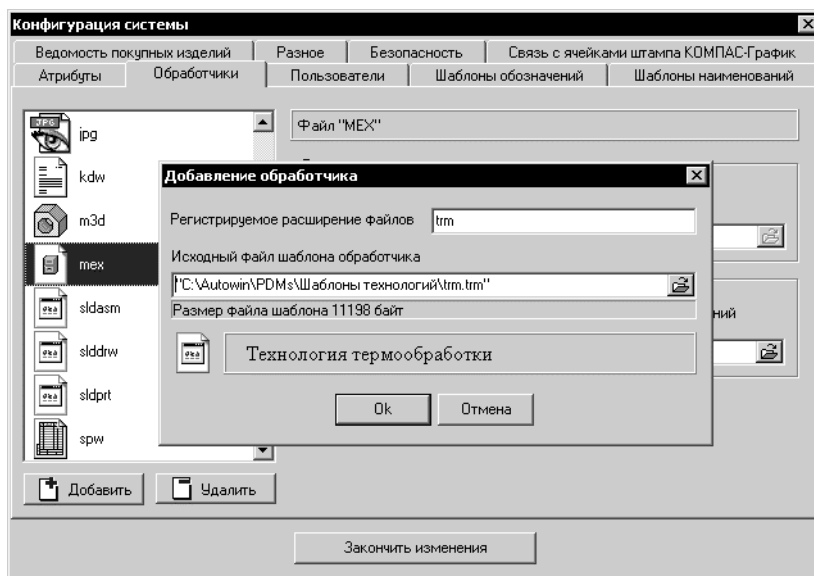 Конфигурация системы
Ведомость покупных изделий
Разное
Безопасность
Связь с ячейками штампа КОМПАС-График
Атрибуты
Обработчики
Пользователи
Шаблоны обозначений
Шаблоны наименований
JPG
jpg
Файл "MEX"
kdw
Добавление обработчика
m3d
Регистрируемое расширение файлов
trm
mex
Исходный файл шаблона обработчика
"C:\Autowin\PDMs\Шаблоны технологий\trm.trm"
sldasm
Размер файла шаблона 11198 байт
ний
slddrw
Технология термообработки
sldprt
Ok
Отмена
spw
Добавить
Удалить
Закончить изменения